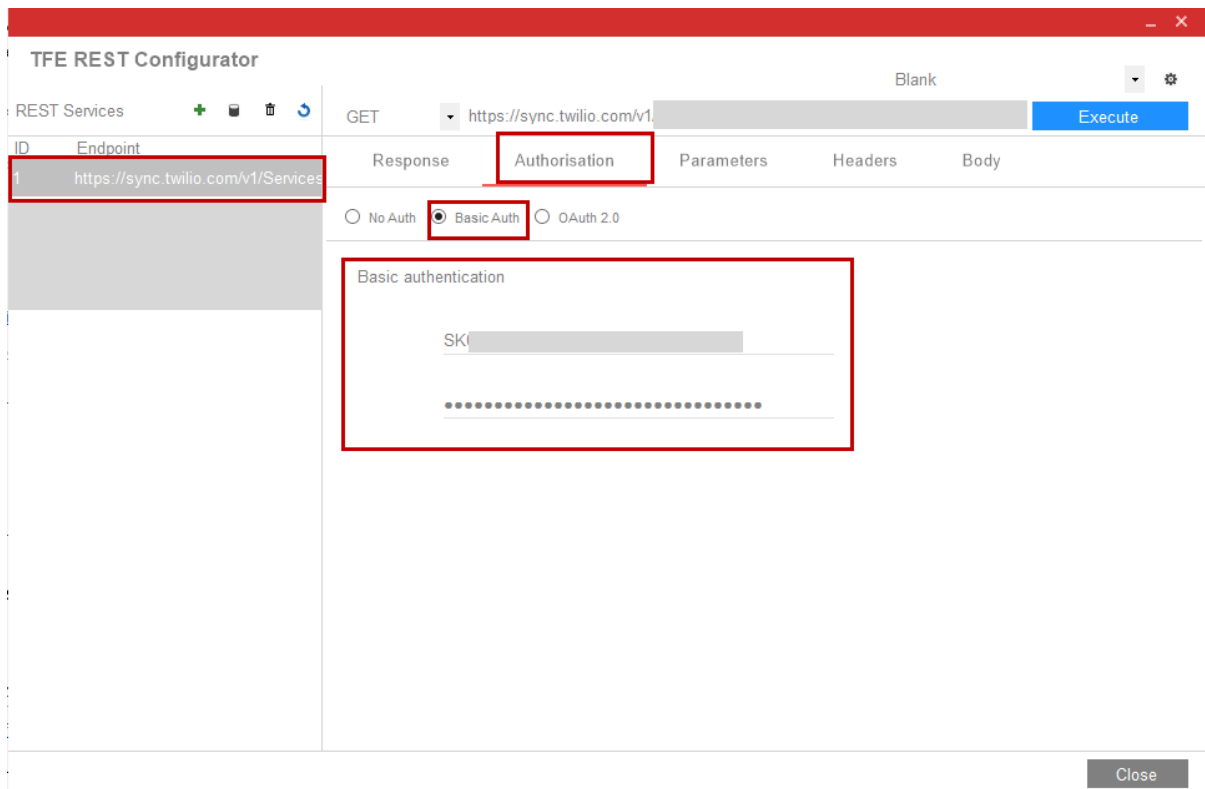 TFE REST Configurator
Blank
REST Services
GET
https://sync.twilio.com/v1/
Execute
ID Endpoint
1 https://sync.twilio.com/v1/Services
Response Authorisation Parameters Headers Body
No Auth Basic Auth OAuth 2.0
Basic authentication
SK
••••••••••••••••••••••••••••••••
Close